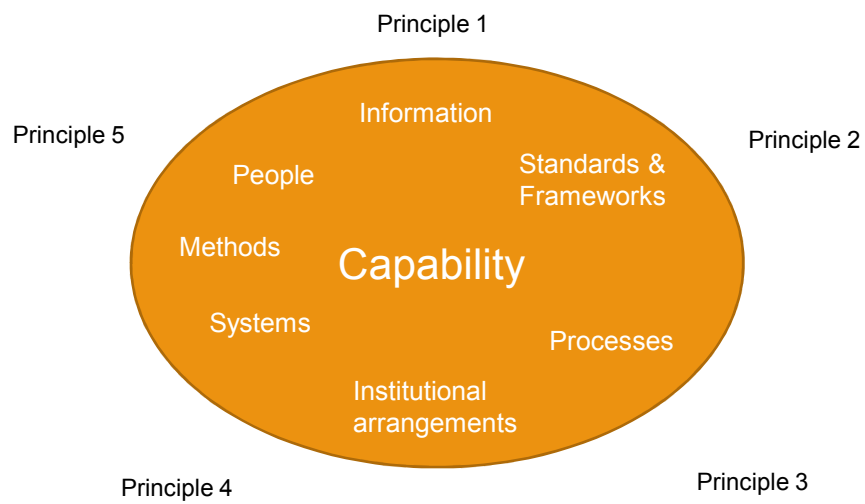 Principle 1
Information
Principle 5
Principle 2
People
Standards &
Frameworks
Methods
Capability
Systems
Processes
Institutional
arrangements
Principle 4
Principle 3